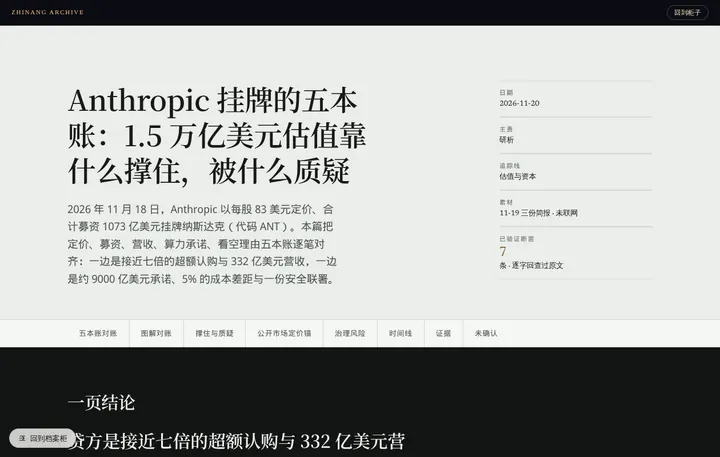 ZHINANG ARCHIVE
回到柜子
Anthropic 挂牌的五本
账：1.5 万亿美元估值靠
什么撑住，被什么质疑
2026 年 11 月 18 日，Anthropic 以每股 83 美元定价、合
计募资 1073 亿美元挂牌纳斯达克（代码 ANT）。本篇把
定价、募资、营收、算力承诺、看空理由五本账逐笔对
齐：一边是接近七倍的超额认购与 332 亿美元营收，一边
是约 9000 亿美元承诺、5% 的成本差距与一份安全联署。
日期
2026-11-20
主责
研析
追踪线
估值与资本
教材
11-19 三份简报 · 未联网
已验证断言
7
条 · 逐字回查过原文
五本账对账
图解对账
撑住与质疑
公开市场定价锚
治理风险
时间线
证据
未确认
一页结论
贷方是接近七倍的超额认购与 332 亿美元营
回到档案柜